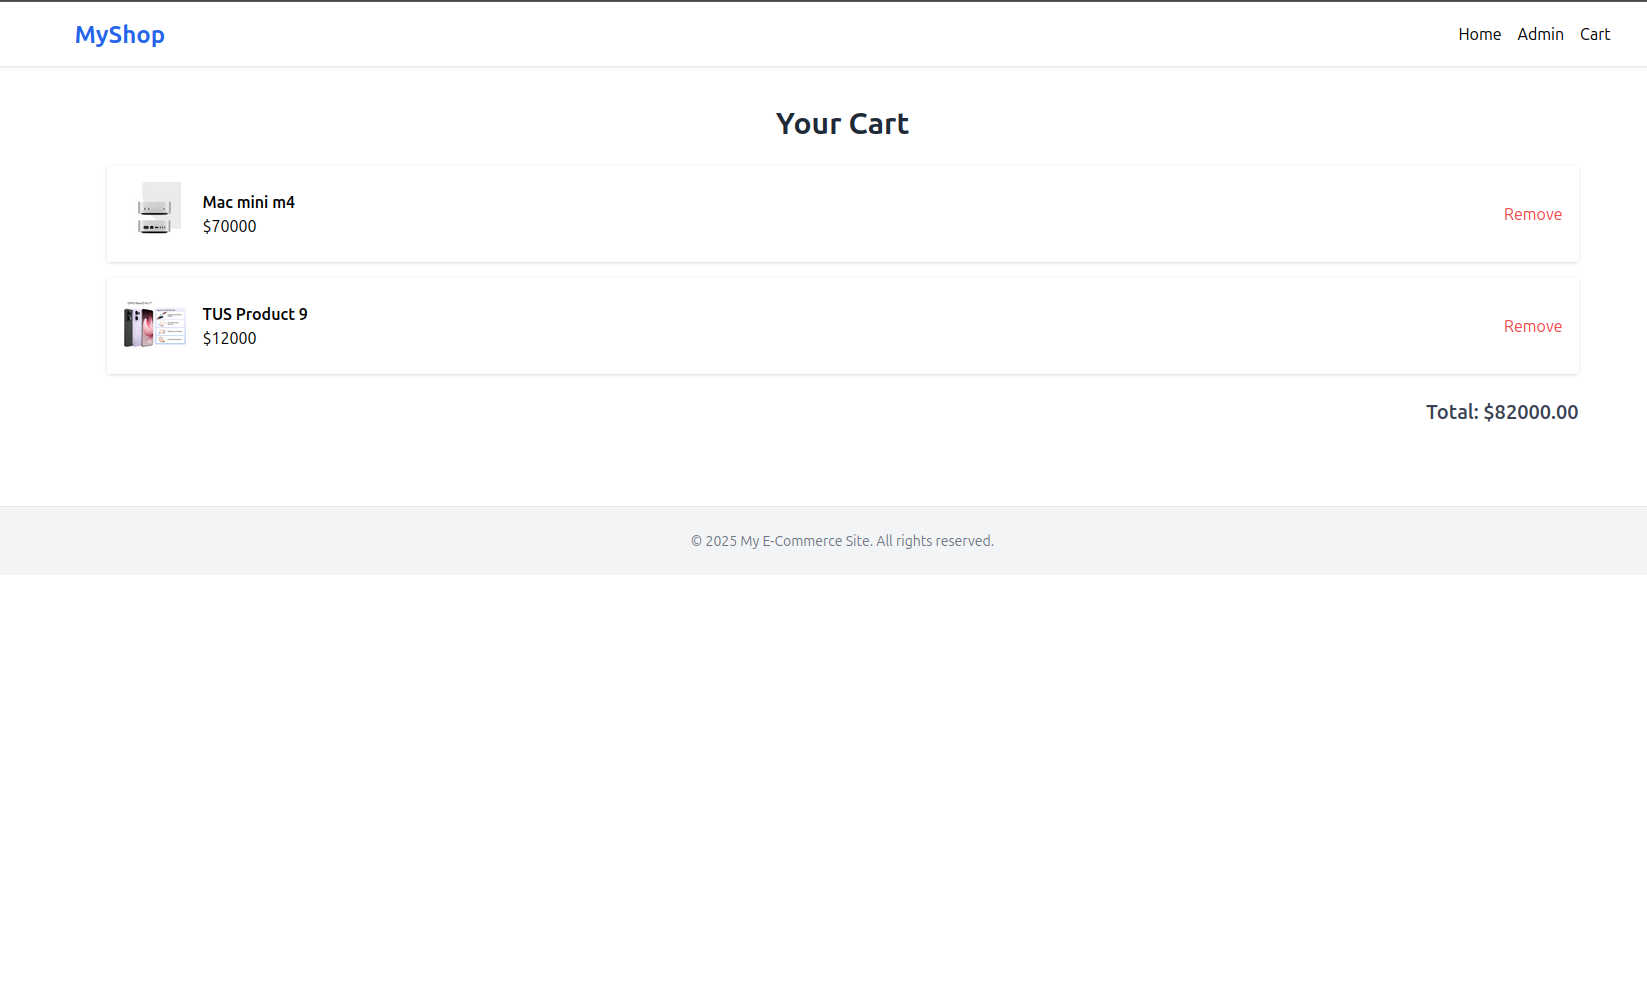 MyShop
Home Admin Cart
Your Cart
Mac mini m4
$70000
Remove
TUS Product 9
$12000
Remove
Total: $82000.00
© 2025 My E-Commerce Site. All rights reserved.